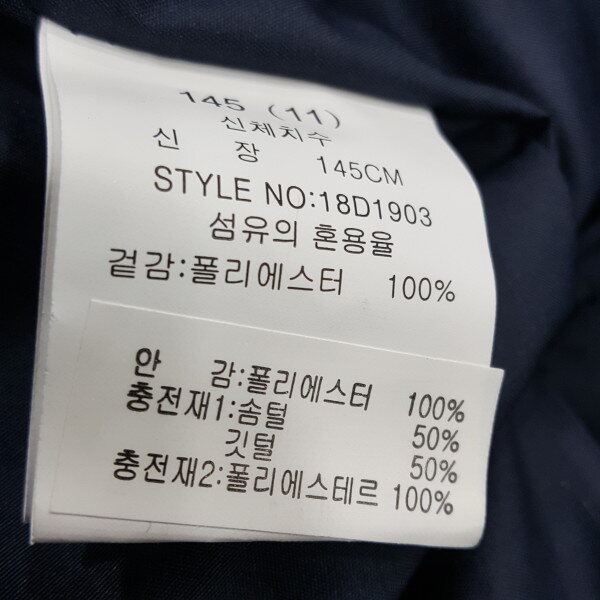 145 (11)
신체치수
신 장 145CM
STYLE NO:18D1903
섬유의 혼용율
겉감:폴리에스터 100%
안 감:폴리에스터 100%
충전재1:솜털 50%
깃털 50%
충전재2:폴리에스테르 100%